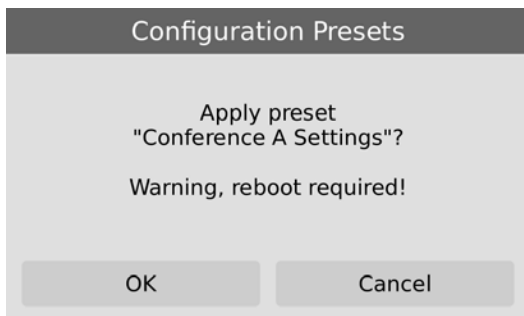 Configuration Presets
Apply preset
"Conference A Settings"?
Warning, reboot required!
OK
Cancel